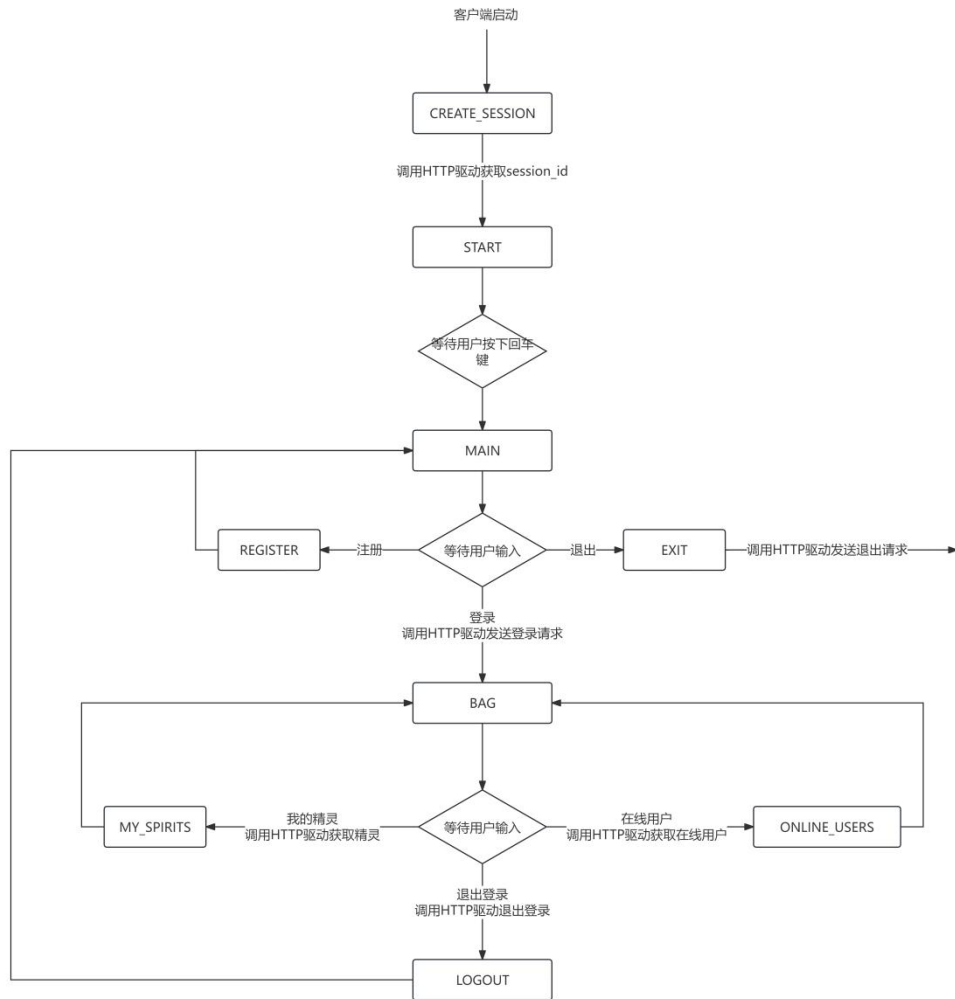 客户端启动
CREATE_SESSION
调用HTTP驱动获取session_id
START
等待用户按下回车
键
MAIN
REGISTER
注册
等待用户输入
退出
EXIT
调用HTTP驱动发送退出请求
登录
调用HTTP驱动发送登录请求
BAG
MY_SPIRITS
我的精灵
调用HTTP驱动获取精灵
等待用户输入
在线用户
调用HTTP驱动获取在线用户
ONLINE_USERS
退出登录
调用HTTP驱动退出登录
LOGOUT